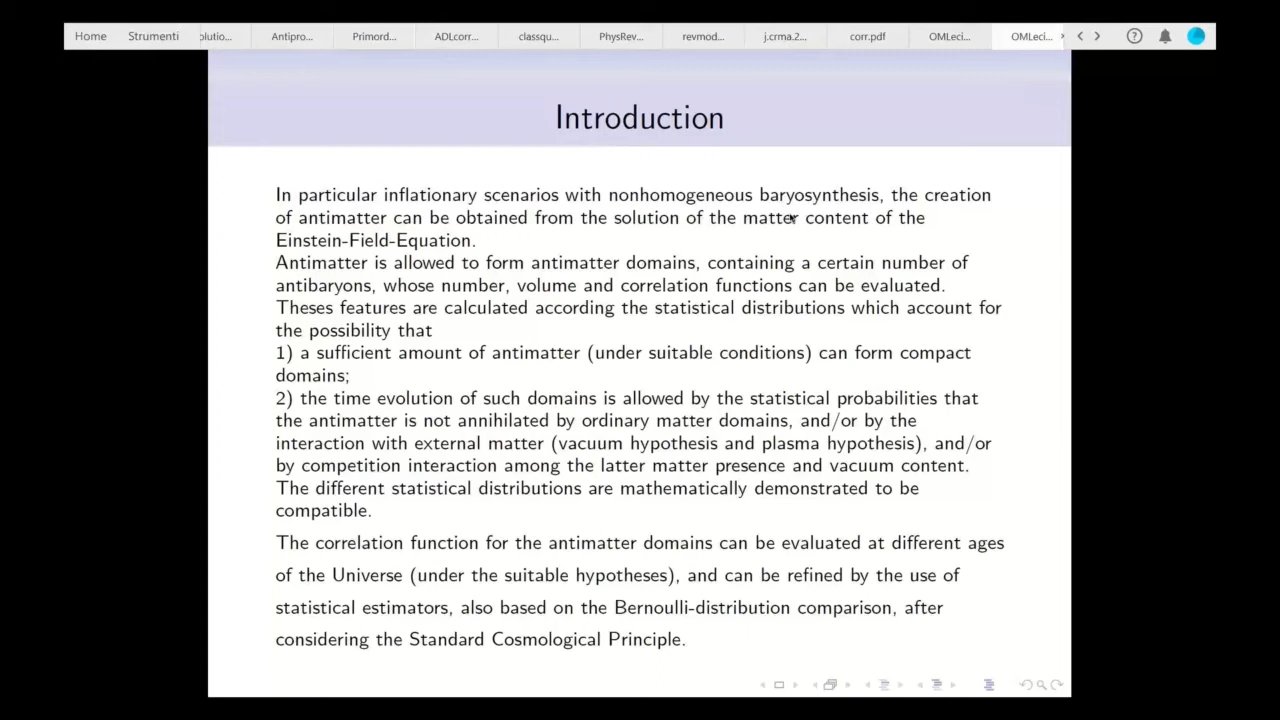 Home Strumenti olutio... Antipro... Primord... ADLcorr... classqu... PhysRev... revmod... j.crma.2... corr.pdf OMLeci... OMLeci...
Introduction
In particular inflationary scenarios with nonhomogeneous baryosynthesis, the creation
of antimatter can be obtained from the solution of the matter content of the
Einstein-Field-Equation.
Antimatter is allowed to form antimatter domains, containing a certain number of
antibaryons, whose number, volume and correlation functions can be evaluated.
Theses features are calculated according the statistical distributions which account for
the possibility that
1) a sufficient amount of antimatter (under suitable conditions) can form compact
domains;
2) the time evolution of such domains is allowed by the statistical probabilities that
the antimatter is not annihilated by ordinary matter domains, and/or by the
interaction with external matter (vacuum hypothesis and plasma hypothesis), and/or
by competition interaction among the latter matter presence and vacuum content.
The different statistical distributions are mathematically demonstrated to be
compatible.
The correlation function for the antimatter domains can be evaluated at different ages
of the Universe (under the suitable hypotheses), and can be refined by the use of
statistical estimators, also based on the Bernoulli-distribution comparison, after
considering the Standard Cosmological Principle.